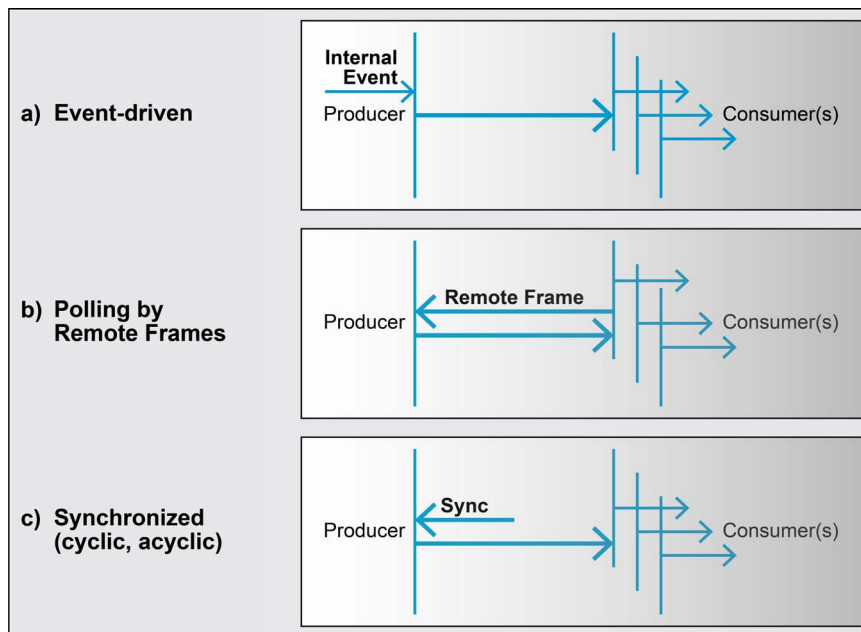 a) Event-driven
Internal
Event
Producer
Consumer(s)
b) Polling by
Remote Frames
Remote Frame
Producer
Consumer(s)
c) Synchronized
(cyclic, acyclic)
Sync
Producer
Consumer(s)